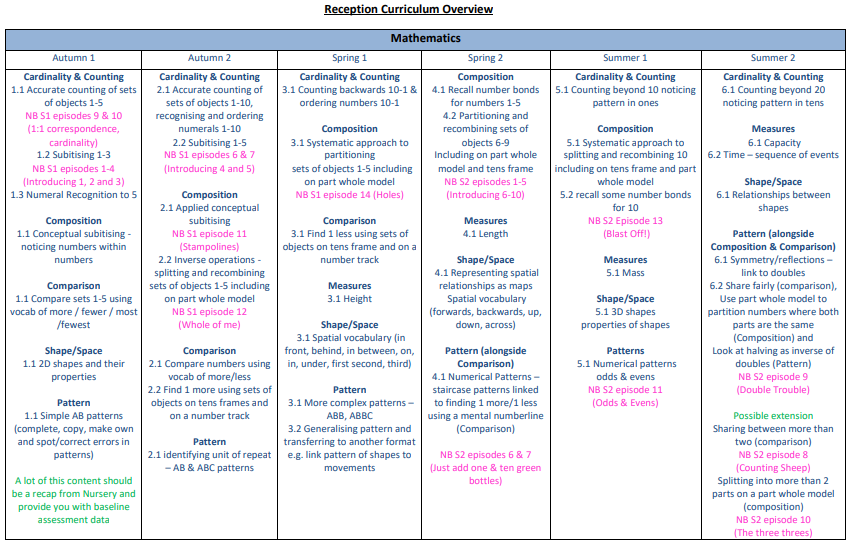 Reception Curriculum Overview
Mathematics
Autumn 1
Autumn 2
Spring 1
Spring 2
Summer 1
Summer 2
Cardinality & Counting
1.1 Accurate counting of sets
of objects 1-5
NB S1 episodes 9 & 10
(1:1 correspondence,
cardinality)
1.2 Subitising 1-3
NB S1 episodes 1-4
(Introducing 1, 2 and 3)
1.3 Numeral Recognition to 5
Composition
1.1 Conceptual subitising -
noticing numbers within
numbers
Comparison
1.1 Compare sets 1-5 using
vocab of more / fewer / most
/fewest
Shape/Space
1.1 2D shapes and their
properties
Pattern
1.1 Simple AB patterns
(complete, copy, make own
and spot/correct errors in
patterns)
A lot of this content should
be a recap from Nursery and
provide you with baseline
assessment data
Cardinality & Counting
2.1 Accurate counting of
sets of objects 1-10,
recognising and ordering
numerals 1-10
2.2 Subitising 1-5
NB S1 episodes 6 & 7
(Introducing 4 and 5)
Composition
2.1 Applied conceptual
subitising
NB S1 episode 11
(Stampolines)
2.2 Inverse operations -
splitting and recombining
sets of objects 1-5 including
on part whole model
NB S1 episode 12
(Whole of me)
Comparison
2.1 Compare numbers using
vocab of more/less
2.2 Find 1 more using sets of
objects on tens frames and
on a number track
Pattern
2.1 identifying unit of repeat
– AB & ABC patterns
Cardinality & Counting
3.1 Counting backwards 10-1 &
ordering numbers 10-1
Composition
3.1 Systematic approach to
partitioning
sets of objects 1-5 including
on part whole model
NB S1 episode 14 (Holes)
Comparison
3.1 Find 1 less using sets of
objects on tens frame and on a
number track
Measures
3.1 Height
Shape/Space
3.1 Spatial vocabulary (in
front, behind, in between, on,
in, under, first second, third)
Pattern
3.1 More complex patterns –
ABB, ABBC
3.2 Generalising pattern and
transferring to another format
e.g. link pattern of shapes to
movements
Composition
4.1 Recall number bonds
for numbers 1-5
4.2 Partitioning and
recombining sets of
objects 6-9
Including on part whole
model and tens frame
NB S2 episodes 1-5
(Introducing 6-10)
Measures
4.1 Length
Shape/Space
4.1 Representing spatial
relationships as maps
Spatial vocabulary
(forwards, backwards, up,
down, across)
Pattern (alongside
Comparison)
4.1 Numerical Patterns –
staircase patterns linked
to finding 1 more/1 less
using a mental numberline
(Comparison)
NB S2 episodes 6 & 7
(Just add one & ten green
bottles)
Cardinality & Counting
5.1 Counting beyond 10 noticing
pattern in ones
Composition
5.1 Systematic approach to
splitting and recombining 10
including on tens frame and part
whole model
5.2 recall some number bonds
for 10
NB S2 Episode 13
(Blast Off!)
Measures
5.1 Mass
Shape/Space
5.1 3D shapes
properties of shapes
Patterns
5.1 Numerical patterns
odds & evens
NB S2 episode 11
(Odds & Evens)
Cardinality & Counting
6.1 Counting beyond 20
noticing pattern in tens
Measures
6.1 Capacity
6.2 Time – sequence of events
Shape/Space
6.1 Relationships between
shapes
Pattern (alongside
Composition & Comparison)
6.1 Symmetry/reflections –
link to doubles
6.2 Share fairly (comparison),
Use part whole model to
partition numbers where both
parts are the same
(Composition) and
Look at halving as inverse of
doubles (Pattern)
NB S2 episode 9
(Double Trouble)
Possible extension
Sharing between more than
two (comparison)
NB S2 episode 8
(Counting Sheep)
Splitting into more than 2
parts on a part whole model
(composition)
NB S2 episode 10
(The three threes)